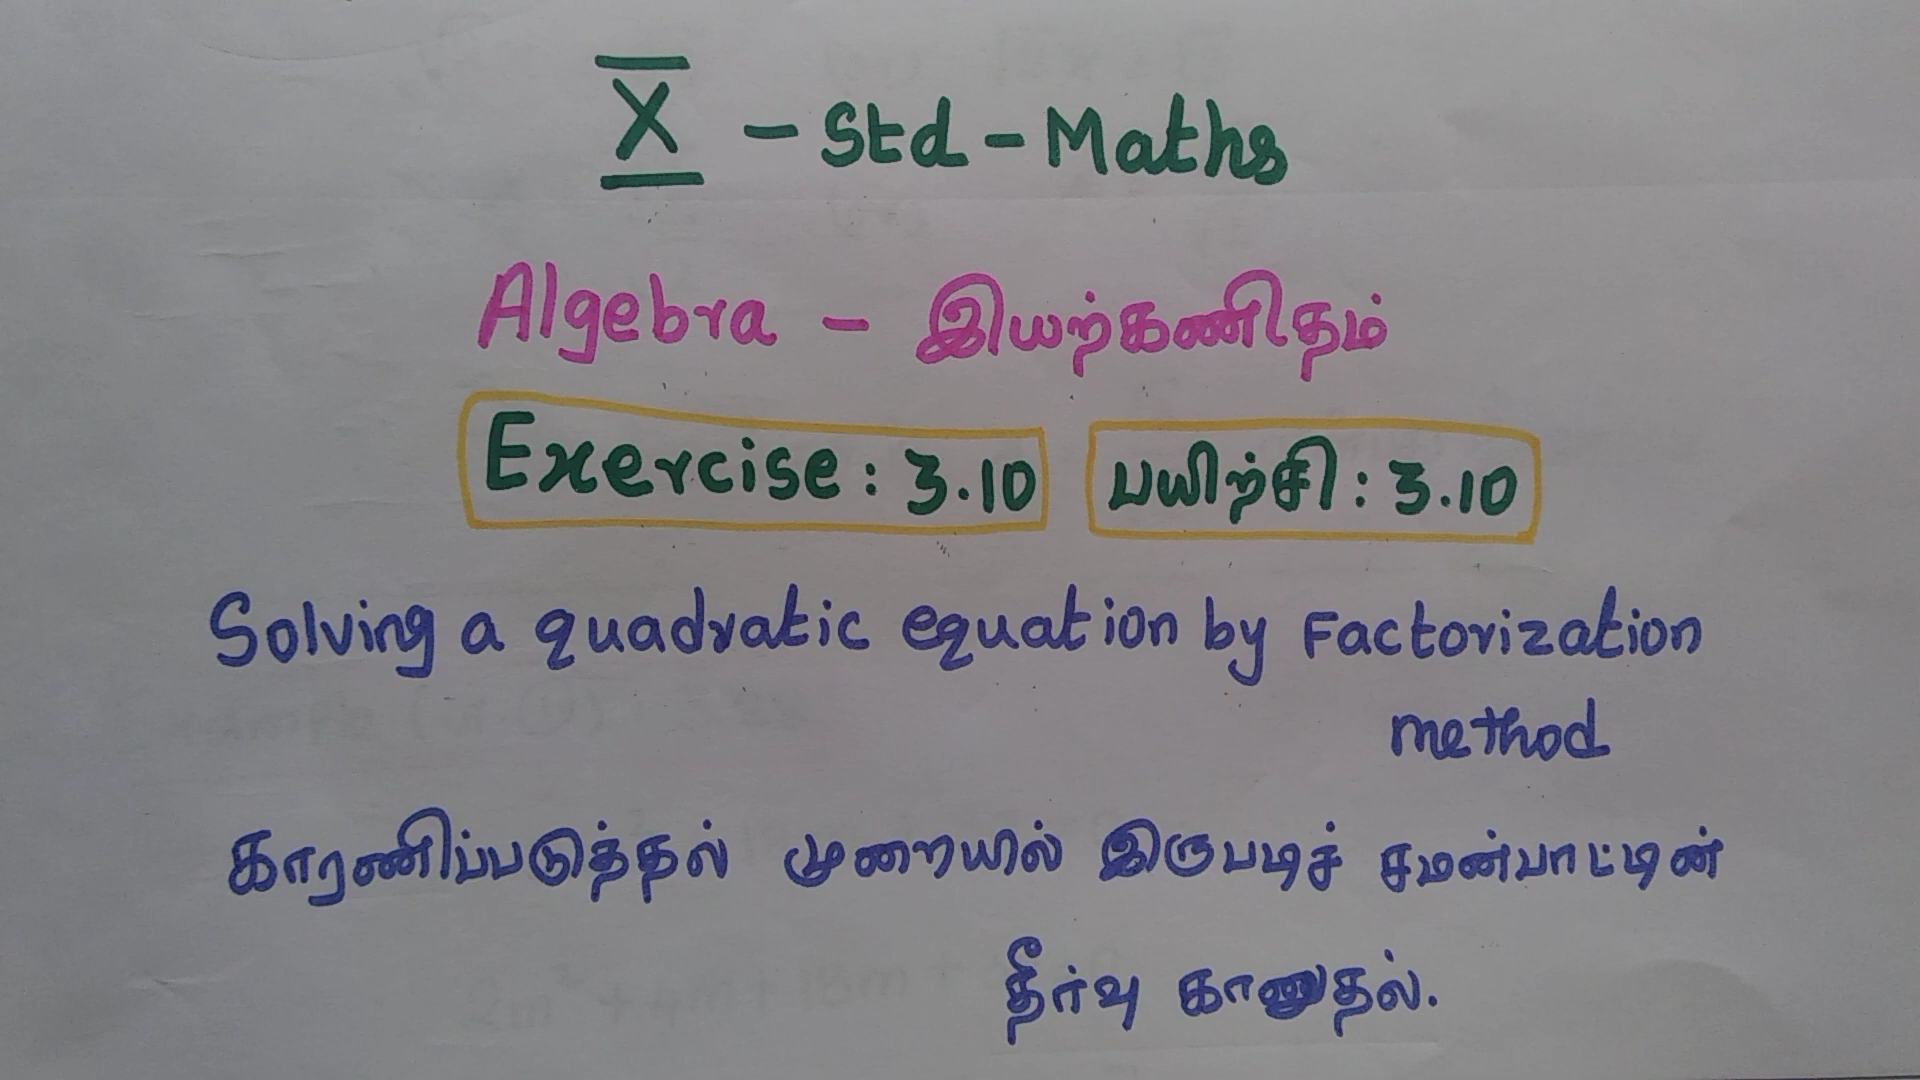 X - Std - Maths
Algebra - இயற்கணிதம்
Exercise : 3.10 பயிற்சி : 3.10
Solving a quadratic equation by Factorization
method
காரணிப்படுத்தல் முறையில் இருபடிச் சமன்பாட்டின்
தீர்வு காணுதல்.